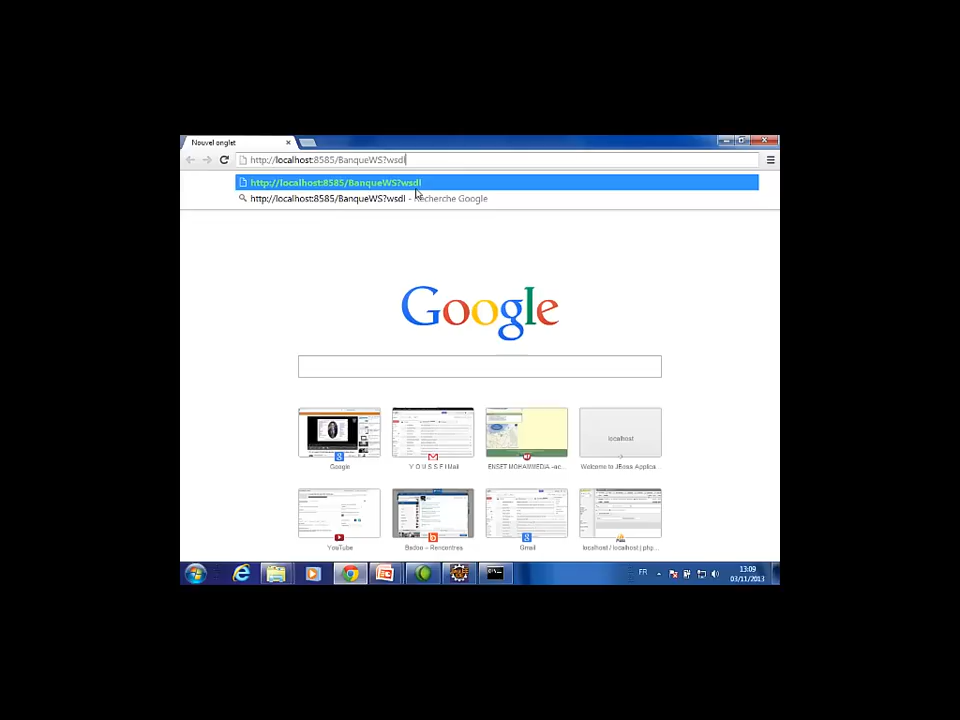 Nouvel onglet
http://localhost:8585/BanqueWS?wsdl
http://localhost:8585/BanqueWS?wsdl
http://localhost:8585/BanqueWS?wsdl - Recherche Google
Google
localhost
Google
Y O U S S F I Mail
ENSET MOHAMMEDIA -ac...
Welcome to JBoss Applica...
YouTube
Badoo – Rencontres
Gmail
localhost / localhost | php...
FR
13:09
03/11/2013